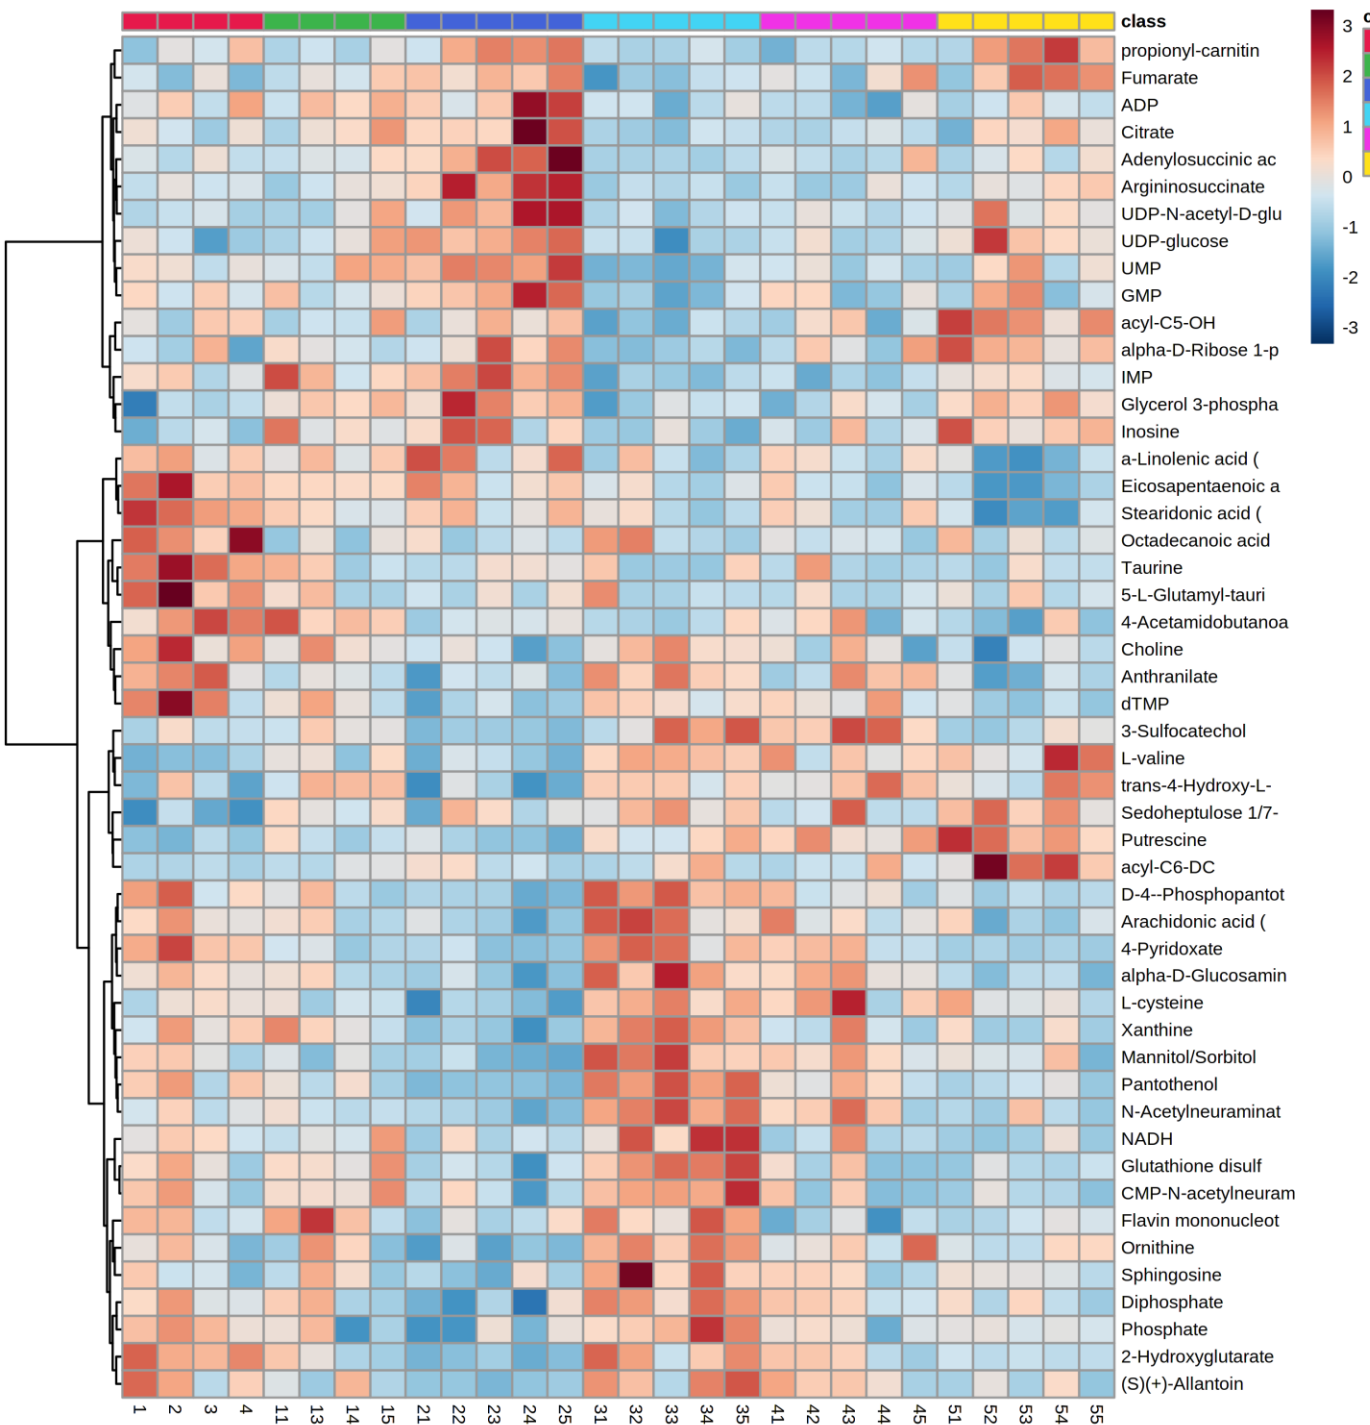 class
c
propionyl-carnitin
Fumarate
ADP
Citrate
Adenylosuccinic ac
Argininosuccinate
UDP-N-acetyl-D-glu
UDP-glucose
UMP
GMP
acyl-C5-OH
alpha-D-Ribose 1-p
IMP
Glycerol 3-phospha
Inosine
a-Linolenic acid (
Eicosapentaenoic a
Stearidonic acid (
Octadecanoic acid
Taurine
5-L-Glutamyl-tauri
4-Acetamidobutanoa
Choline
Anthranilate
dTMP
3-Sulfocatechol
L-valine
trans-4-Hydroxy-L-
Sedoheptulose 1/7-
Putrescine
acyl-C6-DC
D-4--Phosphopantot
Arachidonic acid (
4-Pyridoxate
alpha-D-Glucosamin
L-cysteine
Xanthine
Mannitol/Sorbitol
Pantothenol
N-Acetylneuraminat
NADH
Glutathione disulf
CMP-N-acetylneuram
Flavin mononucleot
Ornithine
Sphingosine
Diphosphate
Phosphate
2-Hydroxyglutarate
(S)(+)-Allantoin
3
2
1
0
-1
-2
-3
1 2 3 4 11 13 14 15 21 22 23 24 25 31 32 33 34 35 41 42 43 44 45 51 52 53 54 55